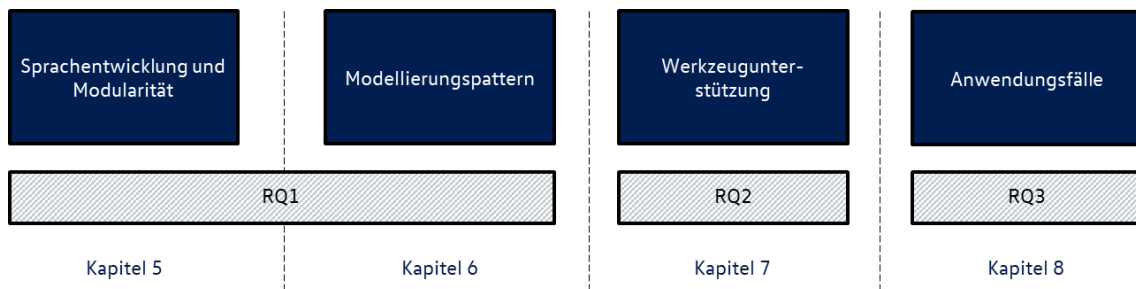 Sprachentwicklung und
Modularität
Modellierungspattern
Werkzeugunter-
stützung
Anwendungsfälle
RQ1
RQ2
RQ3
Kapitel 5
Kapitel 6
Kapitel 7
Kapitel 8